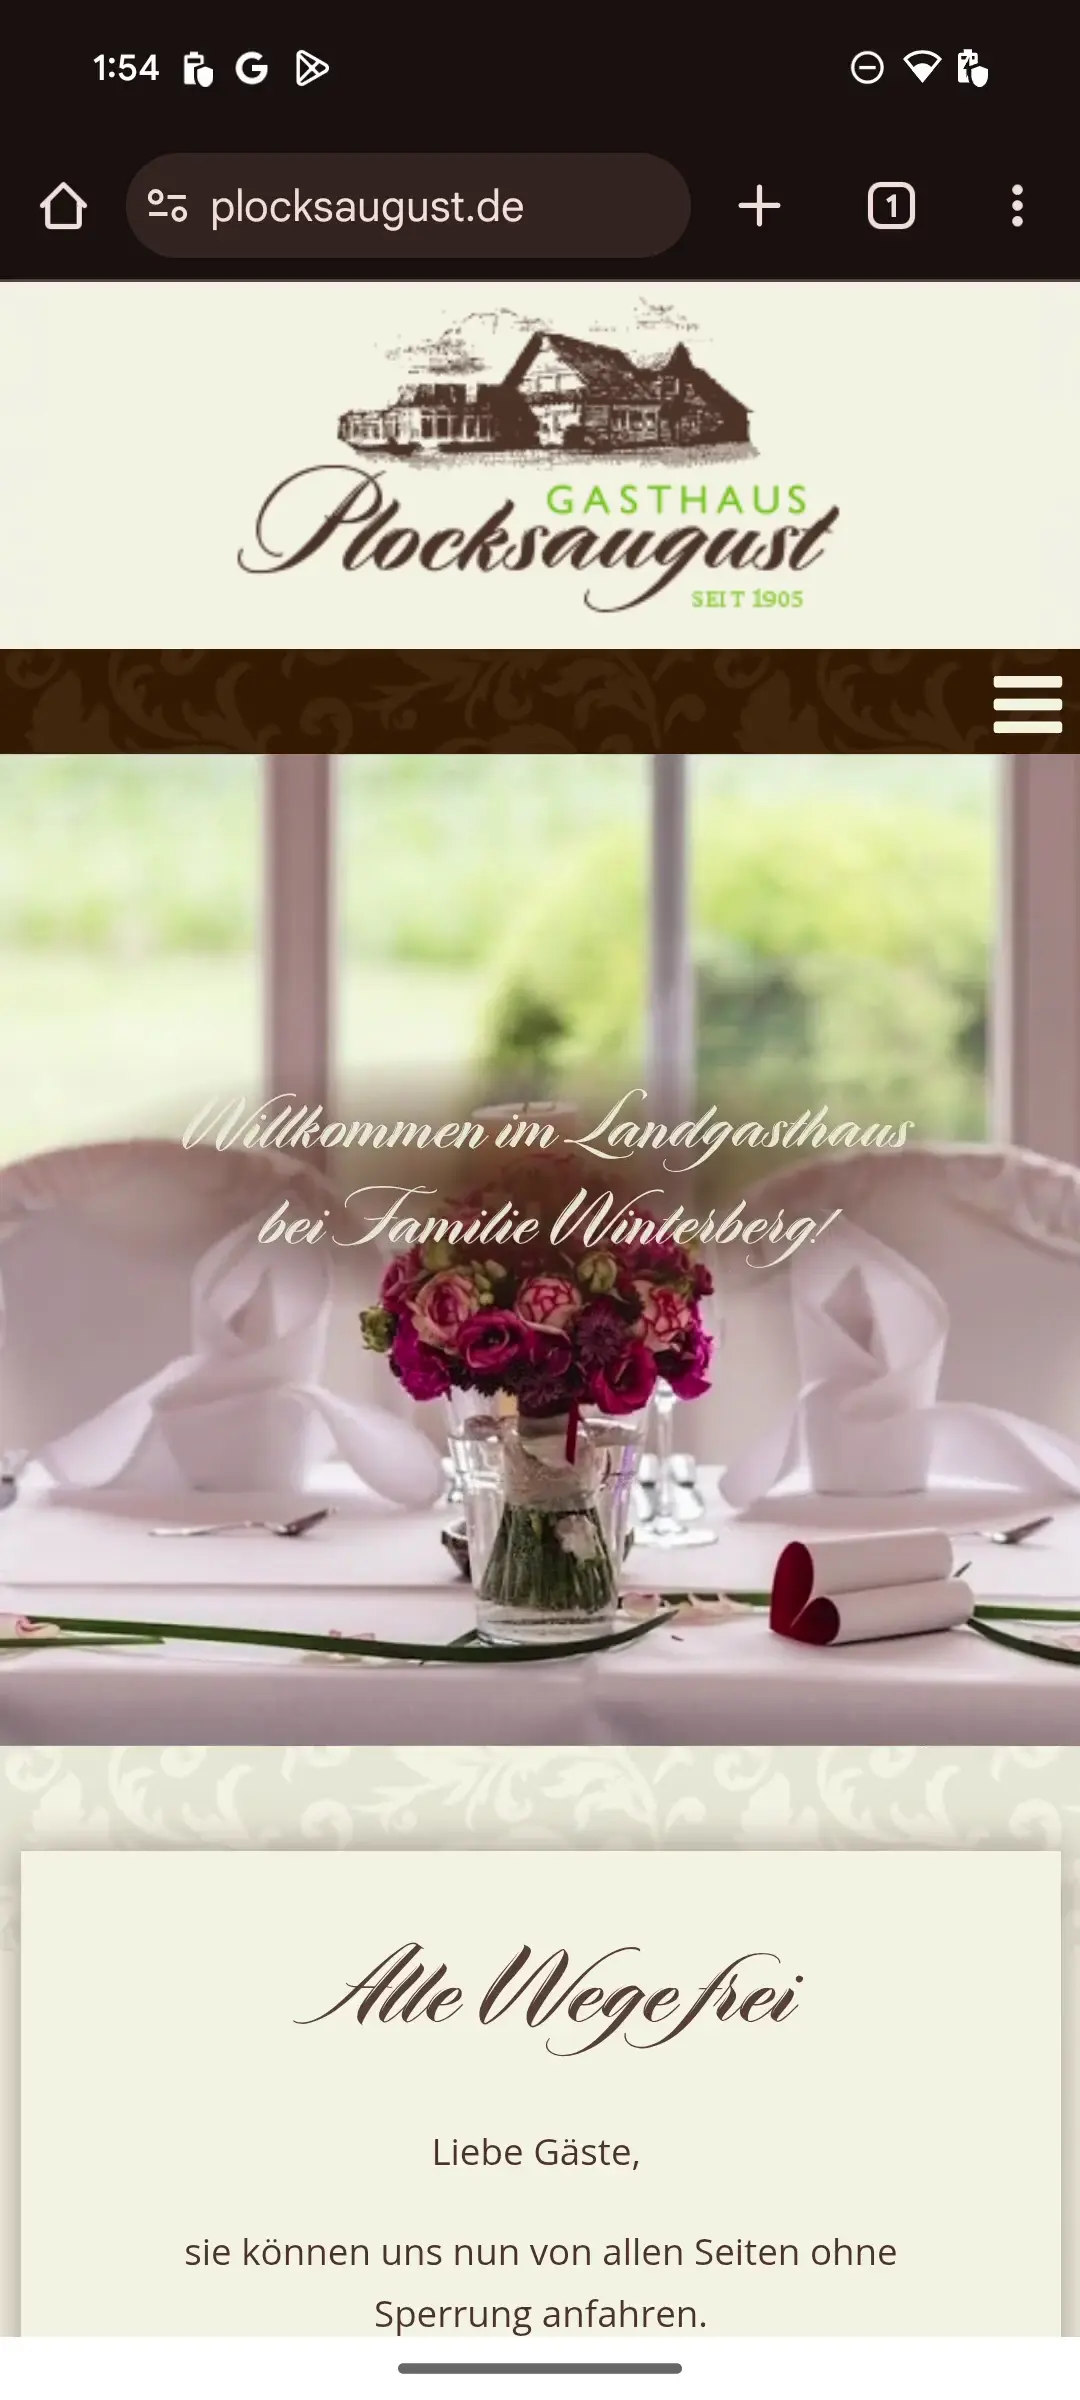 1:54
plocksaugust.de
1
GASTHAUS
Plocksaugust
SEIT 1905
Willkommen im Landgasthaus
bei Familie Winterberg!
Alle Wege frei
Liebe Gäste,
sie können uns nun von allen Seiten ohne
Sperrung anfahren.